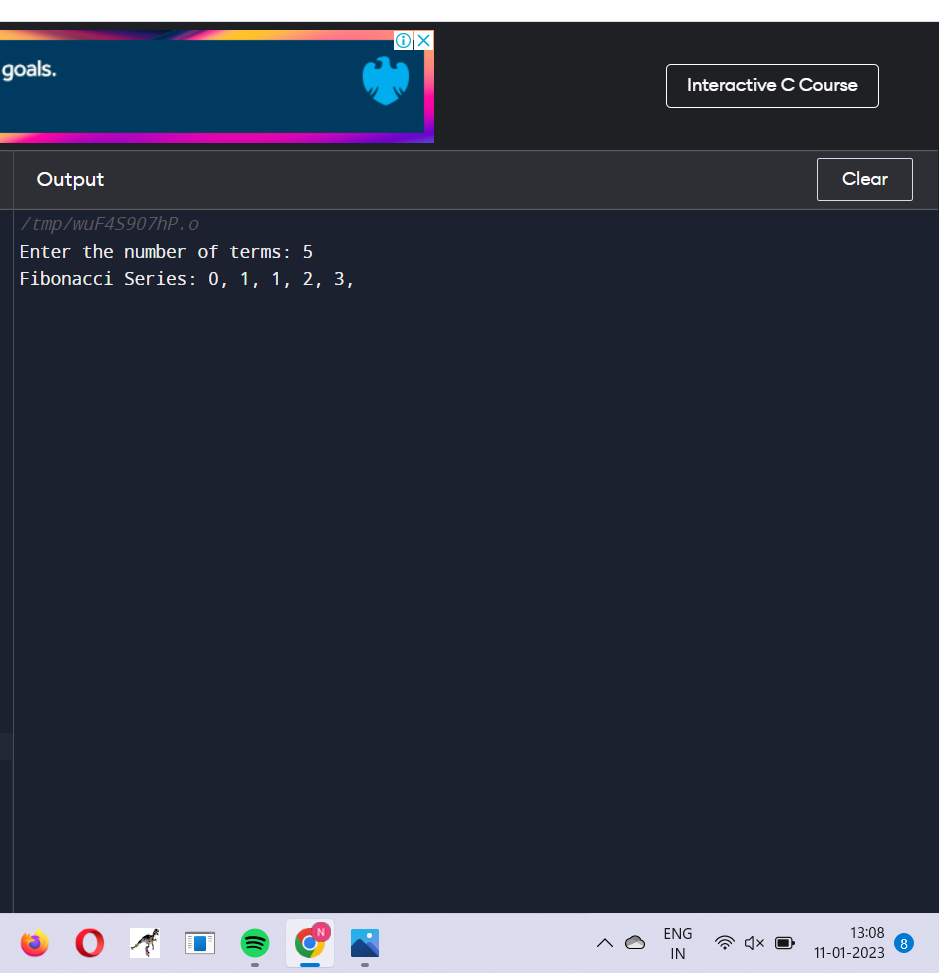 goals.
Interactive C Course
Output
Clear
/tmp/wuF4S907hP.o
Enter the number of terms: 5
Fibonacci Series: 0, 1, 1, 2, 3,
N
ENG
IN
13:08
11-01-2023
8